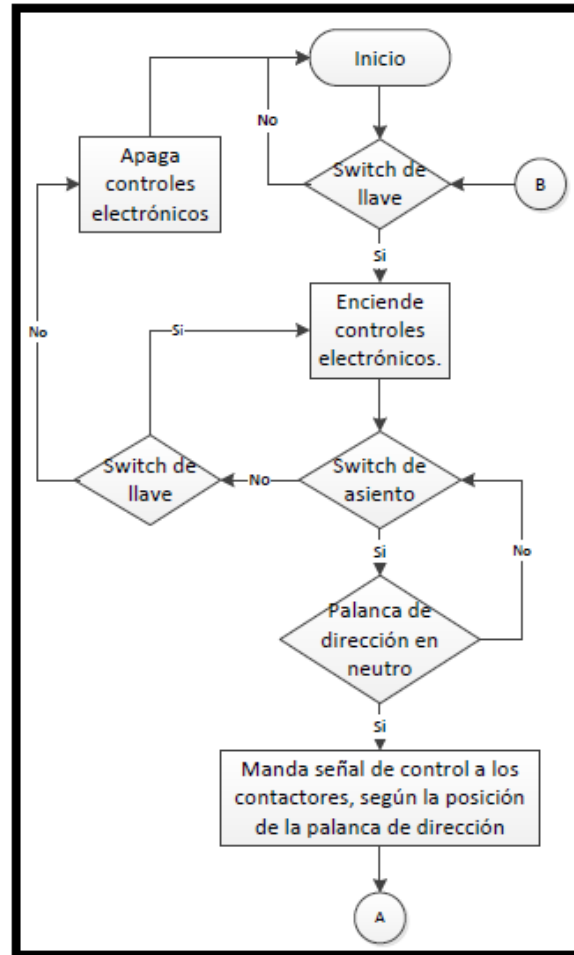 Inicio
No
Apaga
controles
electrónicos
Switch de
llave
B
Si
Enciende
controles
electrónicos.
No
Si
Switch de
llave
No
Switch de
asiento
Si
No
Palanca de
dirección en
neutro
Si
Manda señal de control a los
contactores, según la posición
de la palanca de dirección
A